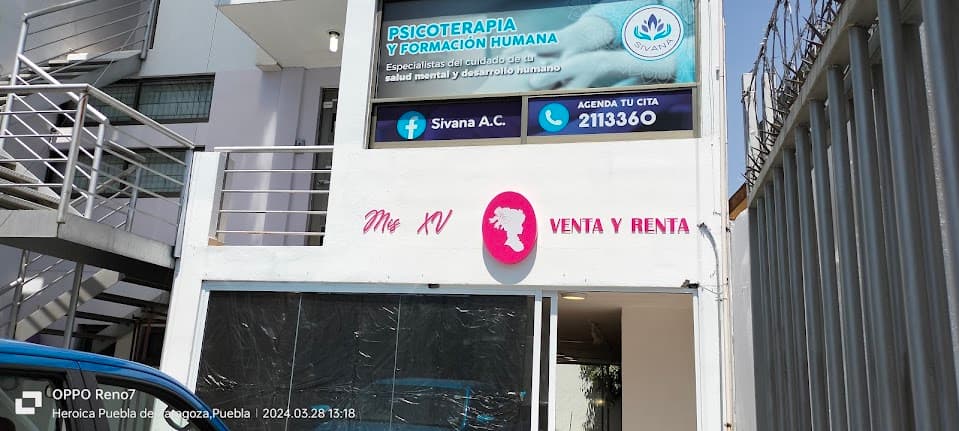 PSICOTERAPIA
Y FORMACIÓN HUMANA
Especialistas del cuidado de tu
salud mental y desarrollo humano
SIVANA
Sivana A.C.
AGENDA TU CITA
2113360
Mis XV
VENTA Y RENTA
OPPO Reno7
Heroica Puebla de Zaragoza,Puebla | 2024.03.28 13:18